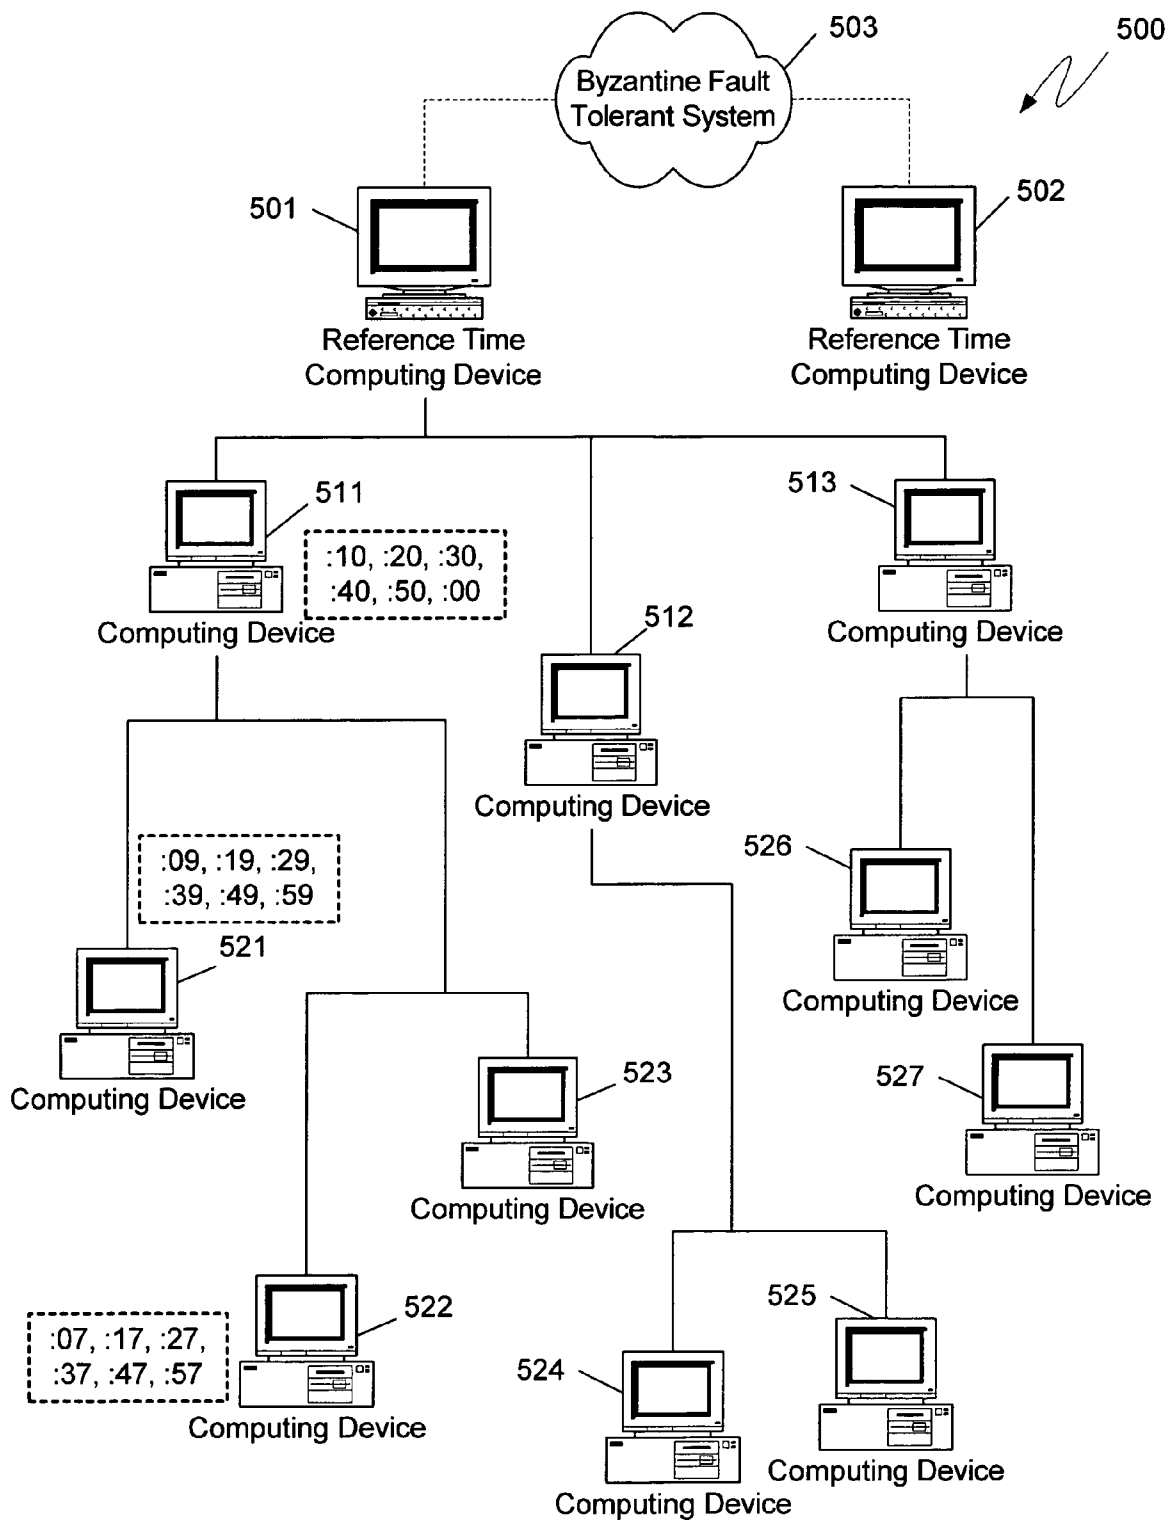 503
500
Byzantine Fault
Tolerant System
501
502
Reference Time
Computing Device
Reference Time
Computing Device
511
:10, :20, :30,
:40, :50, :00
Computing Device
513
Computing Device
512
Computing Device
:09, :19, :29,
:39, :49, :59
521
Computing Device
526
Computing Device
523
Computing Device
527
Computing Device
:07, :17, :27,
:37, :47, :57
522
Computing Device
524
Computing Device
525
Computing Device